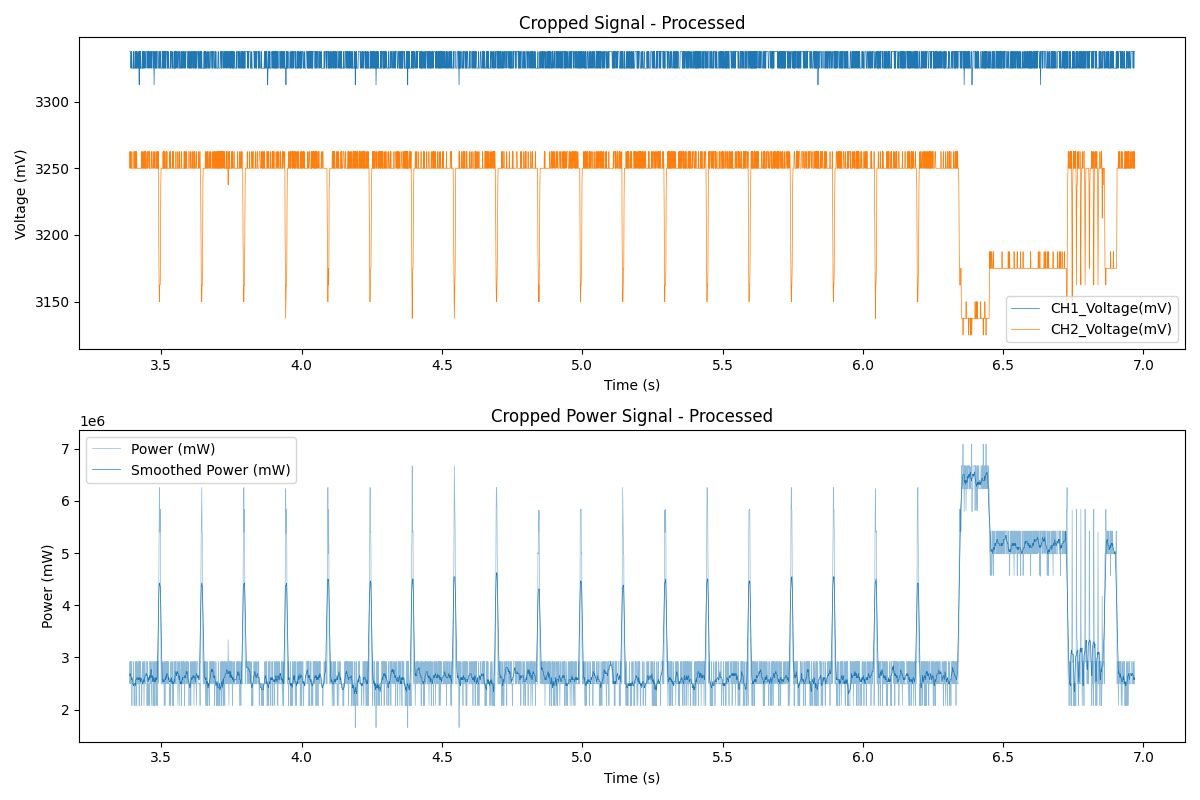 Cropped Signal - Processed
3300
3250
3200
3150
Voltage (mV)
CH1_Voltage(mV)
CH2_Voltage(mV)
3.5 4.0 4.5 5.0 5.5 6.0 6.5 7.0
Time (s)
Cropped Power Signal - Processed
1e6
7
6
5
4
3
2
Power (mW)
Power (mW)
Smoothed Power (mW)
3.5 4.0 4.5 5.0 5.5 6.0 6.5 7.0
Time (s)